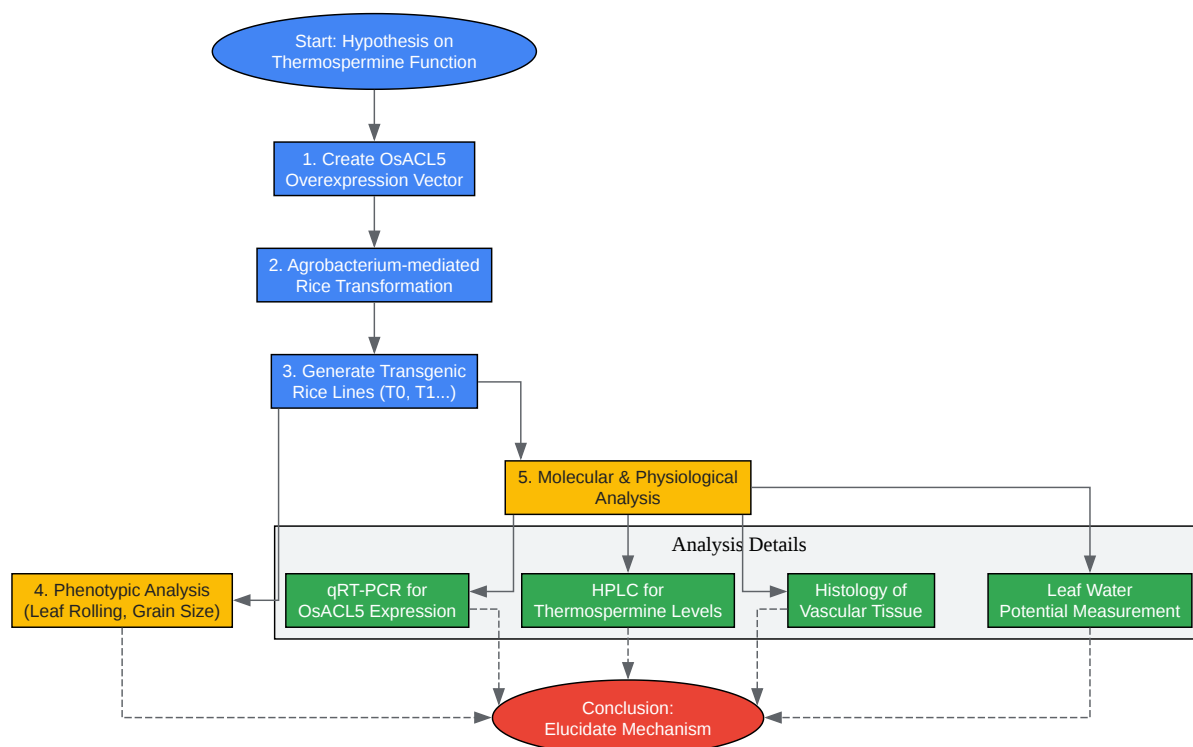 Start: Hypothesis on
Thermospermine Function
1. Create OsACL5
Overexpression Vector
2. Agrobacterium-mediated
Rice Transformation
3. Generate Transgenic
Rice Lines (T0, T1...)
5. Molecular & Physiological
Analysis
Analysis Details
4. Phenotypic Analysis
(Leaf Rolling, Grain Size)
qRT-PCR for
OsACL5 Expression
HPLC for
Thermospermine Levels
Histology of
Vascular Tissue
Leaf Water
Potential Measurement
Conclusion:
Elucidate Mechanism